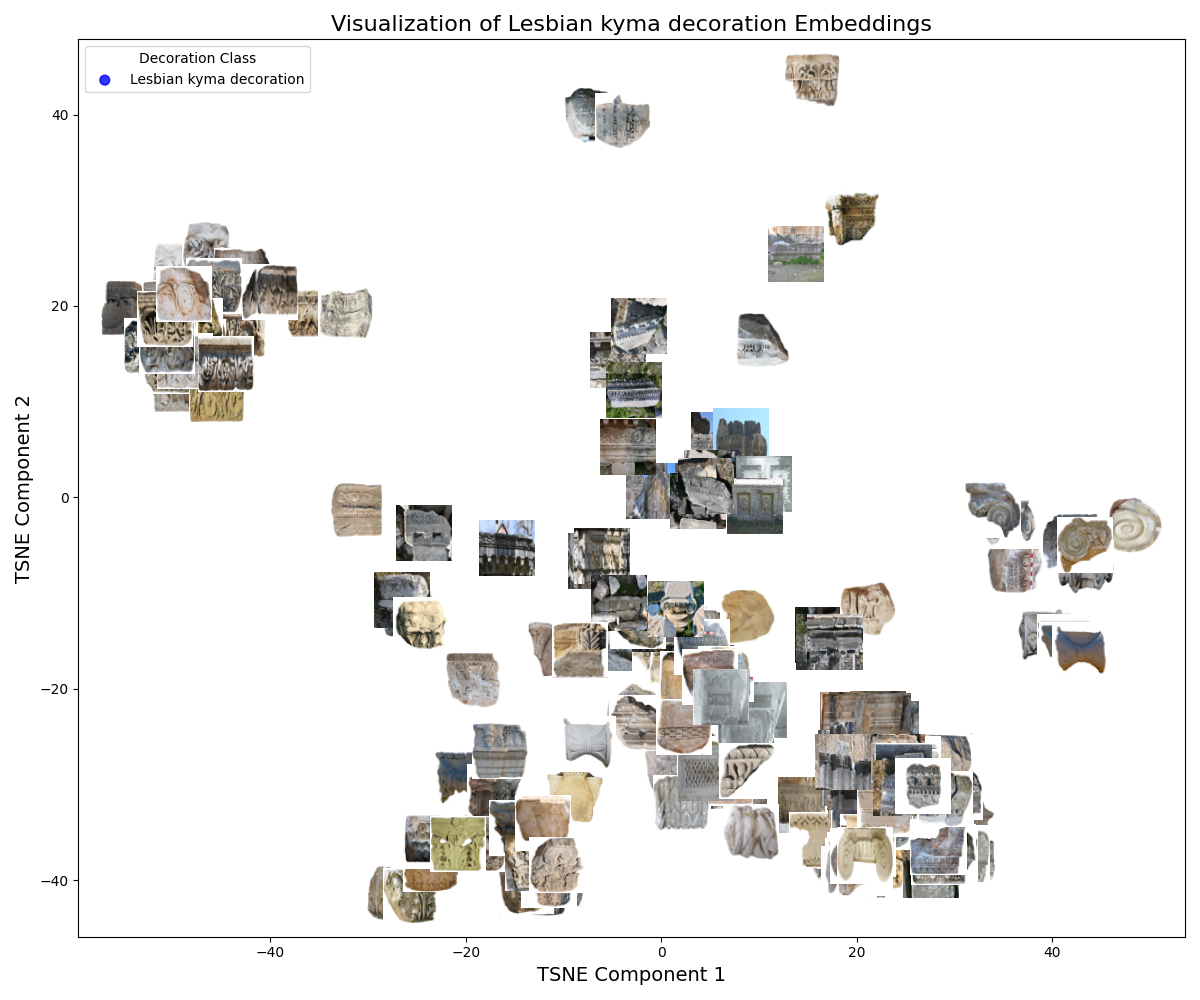 Visualization of Lesbian kyma decoration Embeddings
Decoration Class
Lesbian kyma decoration
40
20
0
−20
−40
TSNE Component 2
−40
−20
0
20
40
TSNE Component 1